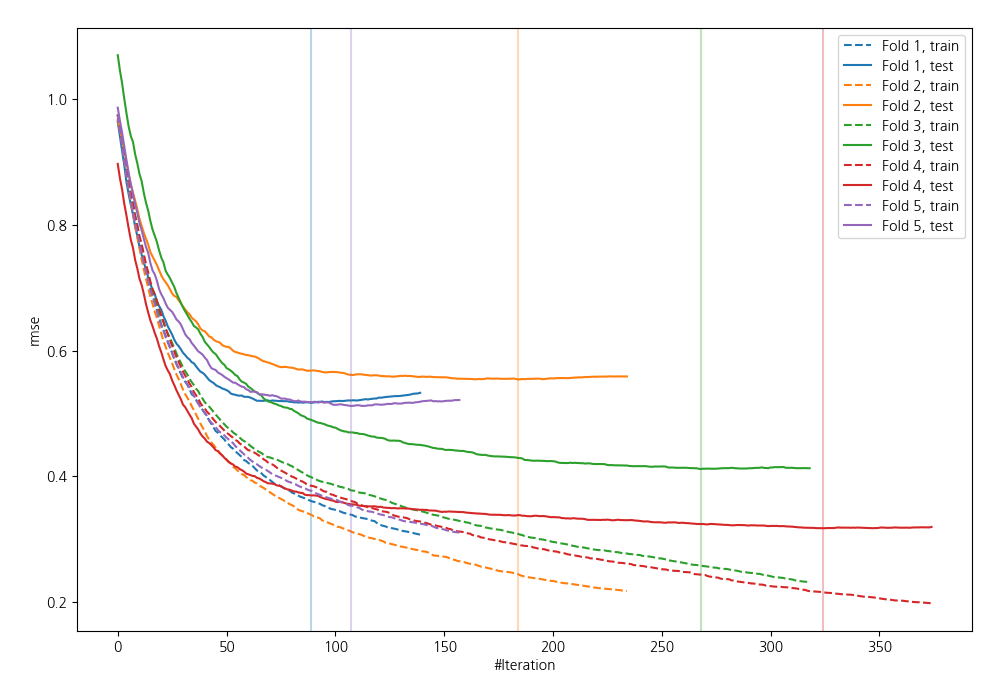 1.0
0.8
0.6
0.4
0.2
rmse
0
50
100
150
200
250
300
350
#Iteration
Fold 1, train
Fold 1, test
Fold 2, train
Fold 2, test
Fold 3, train
Fold 3, test
Fold 4, train
Fold 4, test
Fold 5, train
Fold 5, test